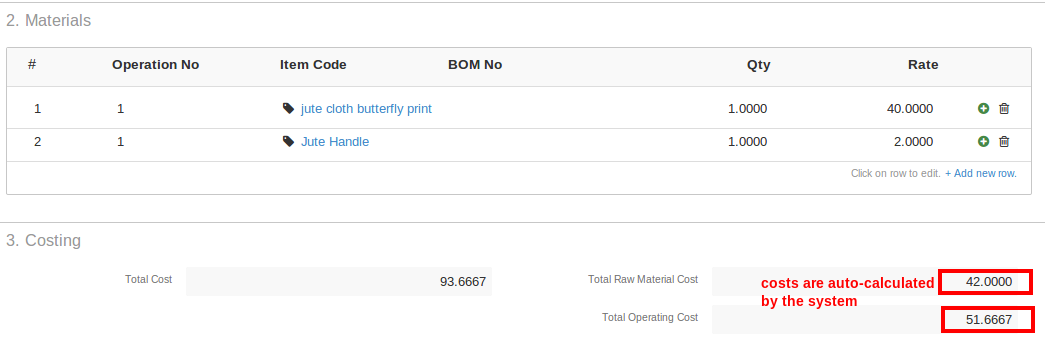 2. Materials
# Operation No Item Code BOM No Qty Rate
1 1 jute cloth butterfly print 1.0000 40.0000
2 1 Jute Handle 1.0000 2.0000
Click on row to edit. + Add new row.
3. Costing
Total Cost 93.6667 Total Raw Material Cost 42.0000
costs are auto-calculated
by the system
Total Operating Cost 51.6667